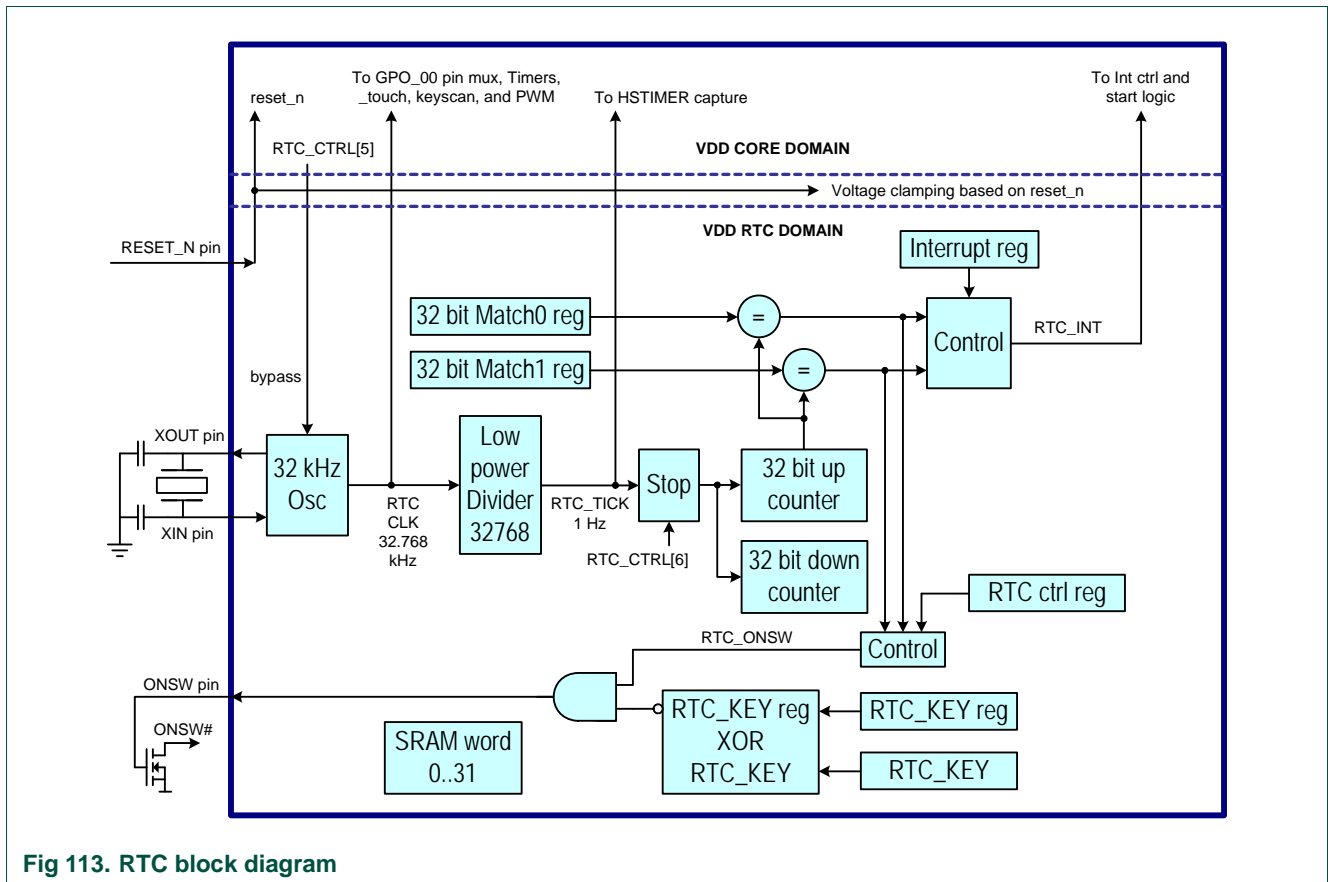 reset_n
To GPO_00 pin mux, Timers,
_touch, keyscan, and PWM
To HSTIMER capture
To Int ctrl and
start logic
RTC_CTRL[5]
VDD CORE DOMAIN
Voltage clamping based on reset_n
VDD RTC DOMAIN
RESET_N pin
Interrupt reg
32 bit Match0 reg
=
Control
RTC_INT
32 bit Match1 reg
=
bypass
XOUT pin
32 kHz
Osc
XIN pin
RTC
CLK
32.768
kHz
Low
power
Divider
32768
RTC_TICK
1 Hz
Stop
RTC_CTRL[6]
32 bit up
counter
32 bit down
counter
RTC ctrl reg
RTC_ONSW
Control
ONSW pin
ONSW#
SRAM word
0..31
RTC_KEY reg
XOR
RTC_KEY
RTC_KEY reg
RTC_KEY
Fig 113. RTC block diagram